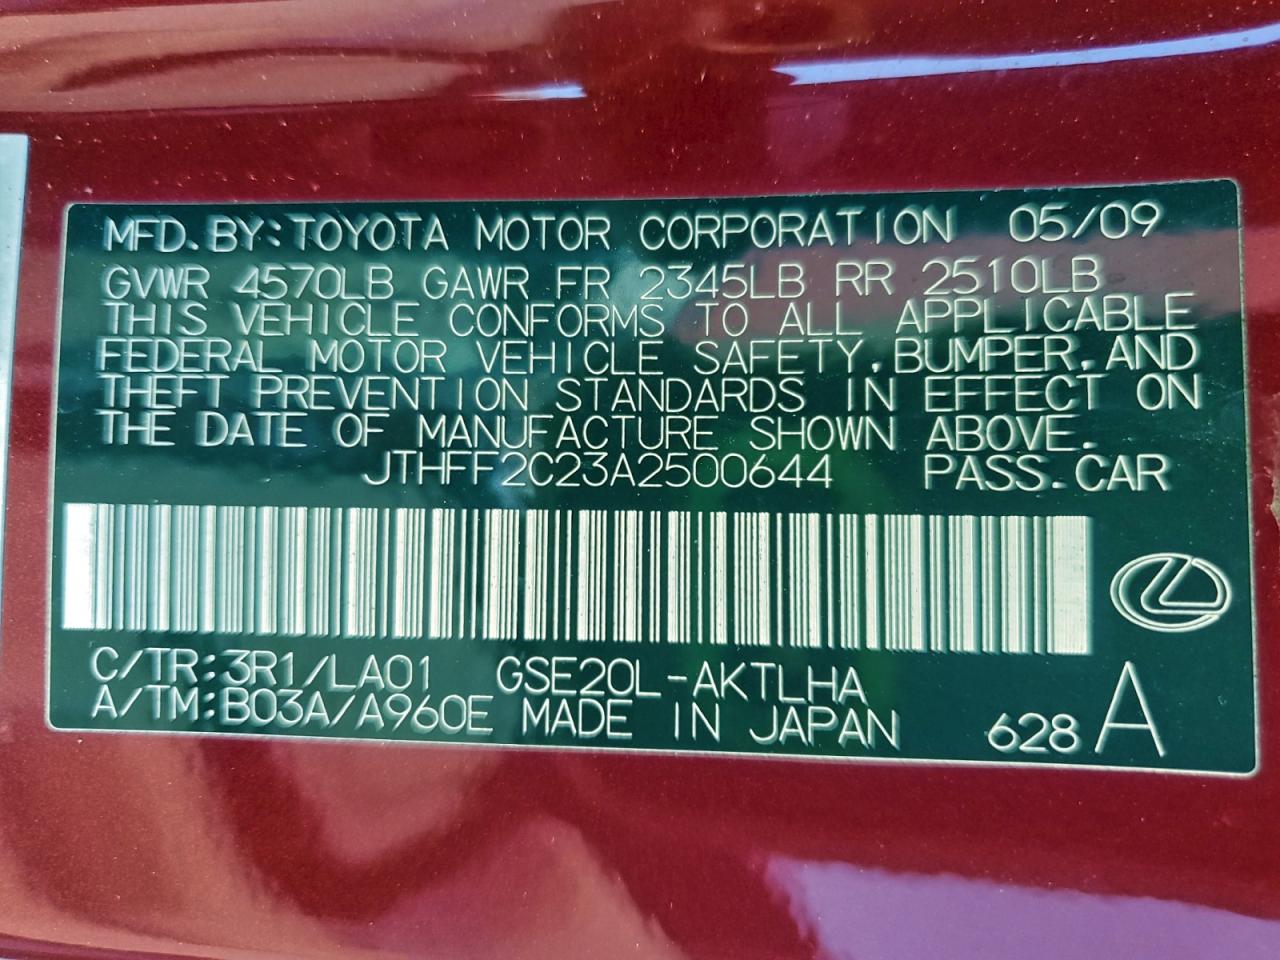 MFD.BY:TOYOTA MOTOR CORPORATION 05/09
GVWR 4570LB GAWR FR 2345LB RR 2510LB
THIS VEHICLE CONFORMS TO ALL APPLICABLE
FEDERAL MOTOR VEHICLE SAFETY,BUMPER,AND
THEFT PREVENTION STANDARDS IN EFFECT ON
THE DATE OF MANUFACTURE SHOWN ABOVE.
JTHFF2C23A2500644 PASS.CAR
C/TR:3R1/LA01 GSE20L-AKTLHA
A/TM:B03A/A960E MADE IN JAPAN 628 A